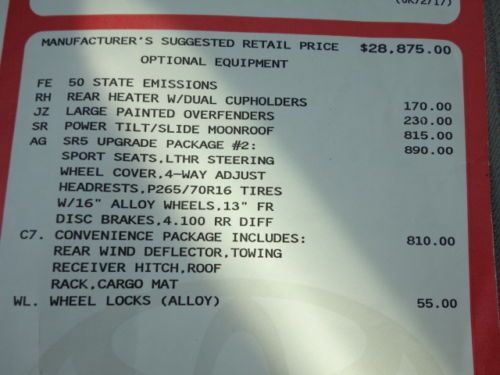 (OK/2/17)
MANUFACTURER'S SUGGESTED RETAIL PRICE $28,875.00
OPTIONAL EQUIPMENT
FE 50 STATE EMISSIONS
RH REAR HEATER W/DUAL CUPHOLDERS 170.00
JZ LARGE PAINTED OVERFENDERS 230.00
SR POWER TILT/SLIDE MOONROOF 815.00
AG SR5 UPGRADE PACKAGE #2: 890.00
SPORT SEATS,LTHR STEERING
WHEEL COVER,4-WAY ADJUST
HEADRESTS,P265/70R16 TIRES
W/16" ALLOY WHEELS,13" FR
DISC BRAKES,4.100 RR DIFF
C7. CONVENIENCE PACKAGE INCLUDES: 810.00
REAR WIND DEFLECTOR,TOWING
RECEIVER HITCH,ROOF
RACK,CARGO MAT
WL. WHEEL LOCKS (ALLOY) 55.00